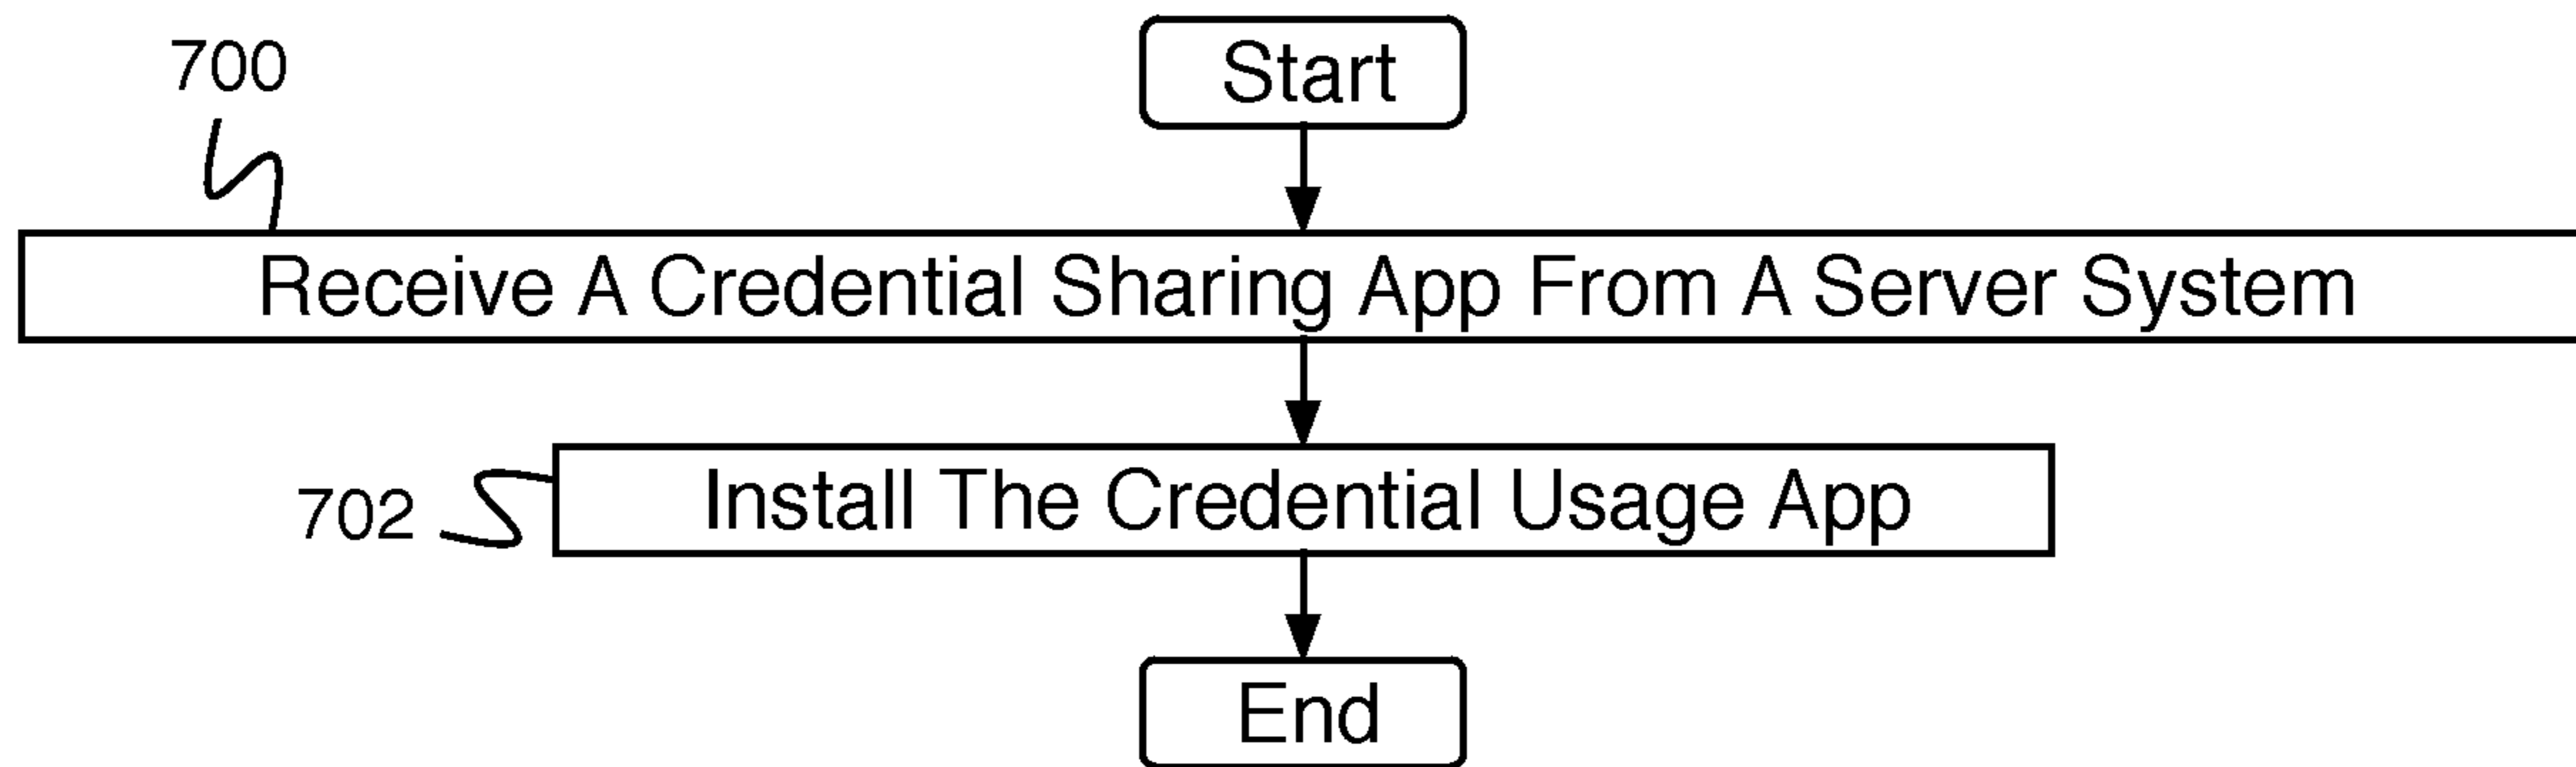 Start
700
Receive A Credential Sharing App From A Server System
Install The Credential Usage App
702
End